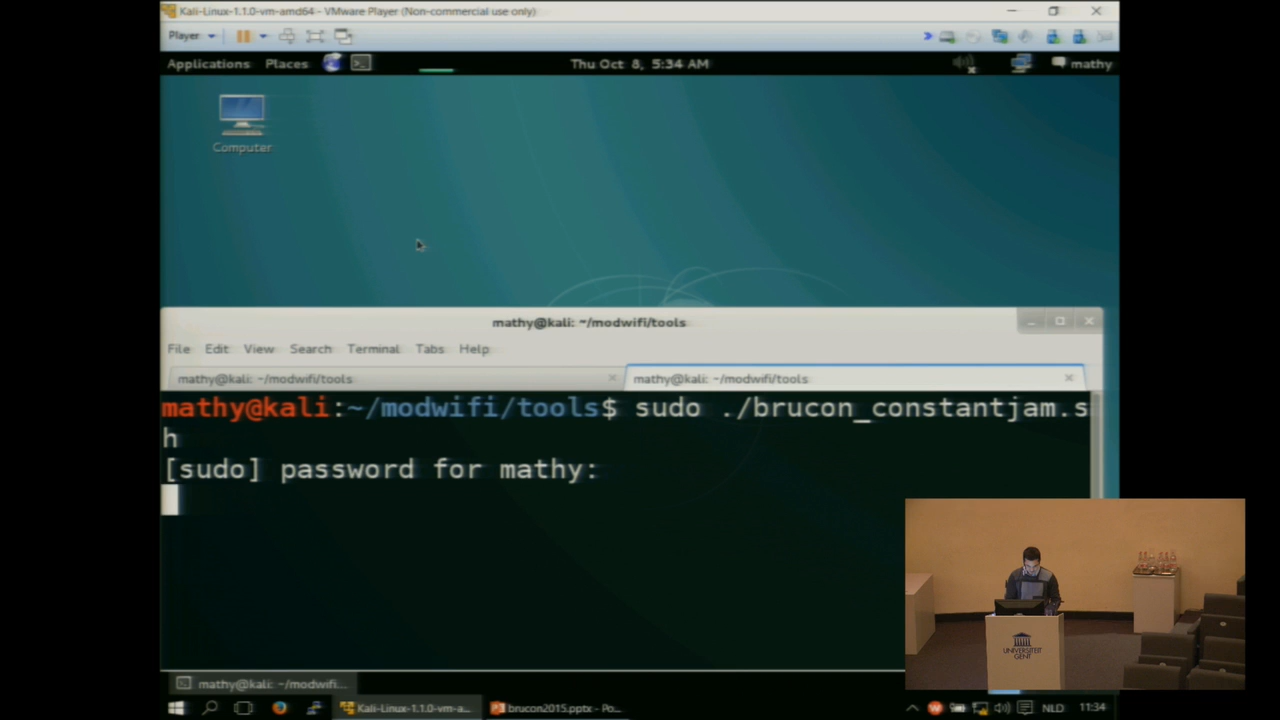 Kali-Linux-1.1.0-vm-amd64 - VMware Player (Non-commercial use only)
Player
Applications Places Thu Oct 8, 5:34 AM mathy
Computer
mathy@kali: ~/modwifi/tools
File Edit View Search Terminal Tabs Help
mathy@kali: ~/modwifi/tools mathy@kali: ~/modwifi/tools
mathy@kali:~/modwifi/tools$ sudo ./brucon_constantjam.s
h
[sudo] password for mathy:
UNIVERSITEIT
GENT
mathy@kali: ~/modwifi...
Kali-Linux-1.1.0-vm-a... brucon2015.pptx - Po... NLD 11:34